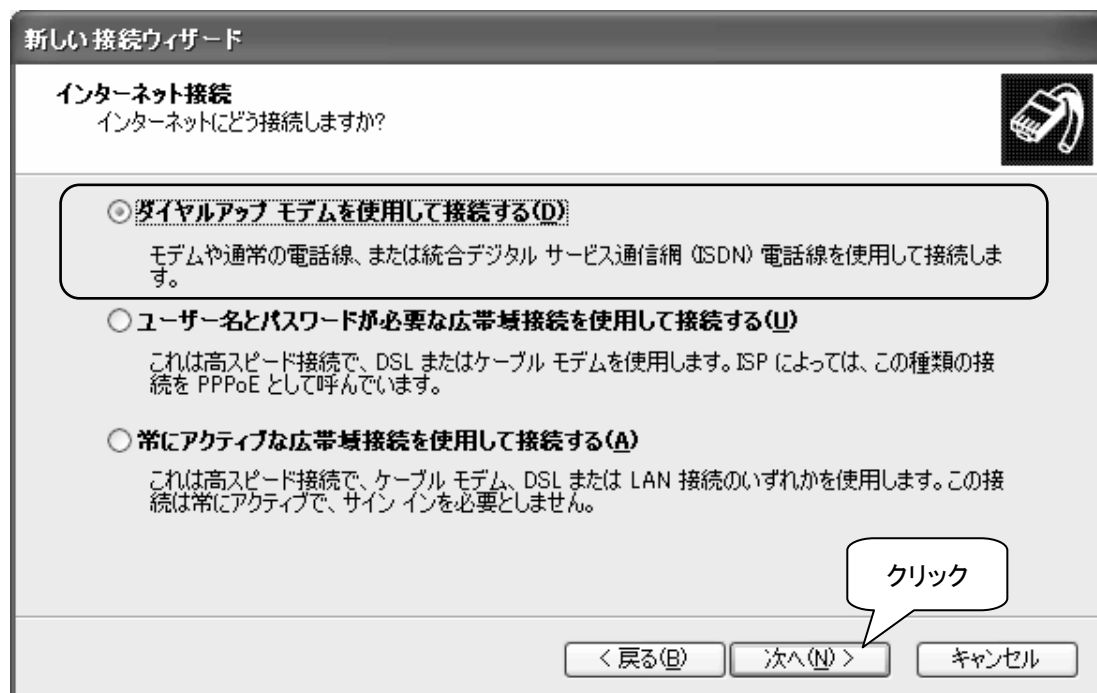 新しい接続ウィザード
インターネット接続
インターネットにどう接続しますか?
ダイヤルアップ モデムを使用して接続する(D)
モデムや通常の電話線、または統合デジタル サービス通信網 (ISDN) 電話線を使用して接続しま
す。
ユーザー名とパスワードが必要な広帯域接続を使用して接続する(U)
これは高スピード接続で、DSL またはケーブル モデムを使用します。ISP によっては、この種類の接
続を PPPoE として呼んでいます。
常にアクティブな広帯域接続を使用して接続する(A)
これは高スピード接続で、ケーブル モデム、DSL または LAN 接続のいずれかを使用します。この接
続は常にアクティブで、サイン インを必要としません。
クリック
< 戻る(B) 次へ(N) > キャンセル